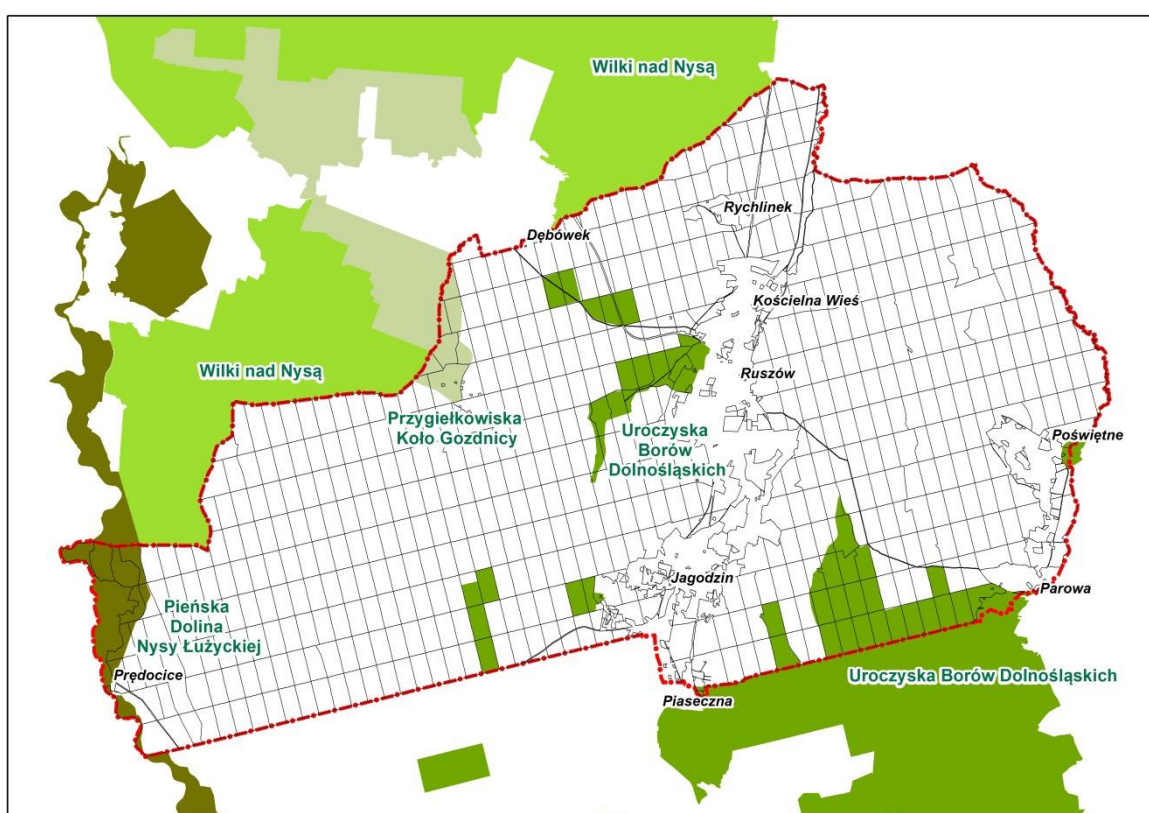 Wilki nad Nysą
Rychlinek
Dębówek
Kościelna Wieś
Wilki nad Nysą
Ruszów
Przygiełkowiska
Koło Gozdnicy
Uroczyska
Borów
Dolnośląskich
Poświętne
Jagodzin
Parowa
Pieńska
Dolina
Nysy Łużyckiej
Prędocice
Uroczyska Borów Dolnośląskich
Piaseczna